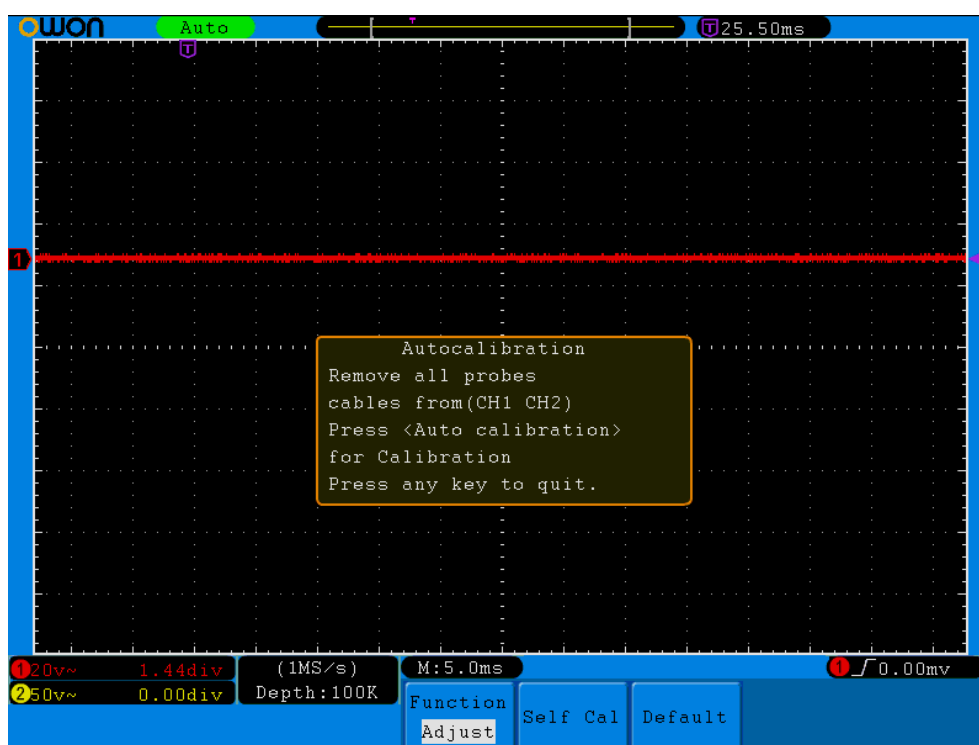 OWON Auto T T 25.50ms
T
1
Autocalibration
Remove all probes
cables from(CH1 CH2)
Press <Auto calibration>
for Calibration
Press any key to quit.
1 20v~ 1.44div (1MS/s) M:5.0ms 1 0.00mv
2 50v~ 0.00div Depth:100K
Function
Adjust
Self Cal
Default